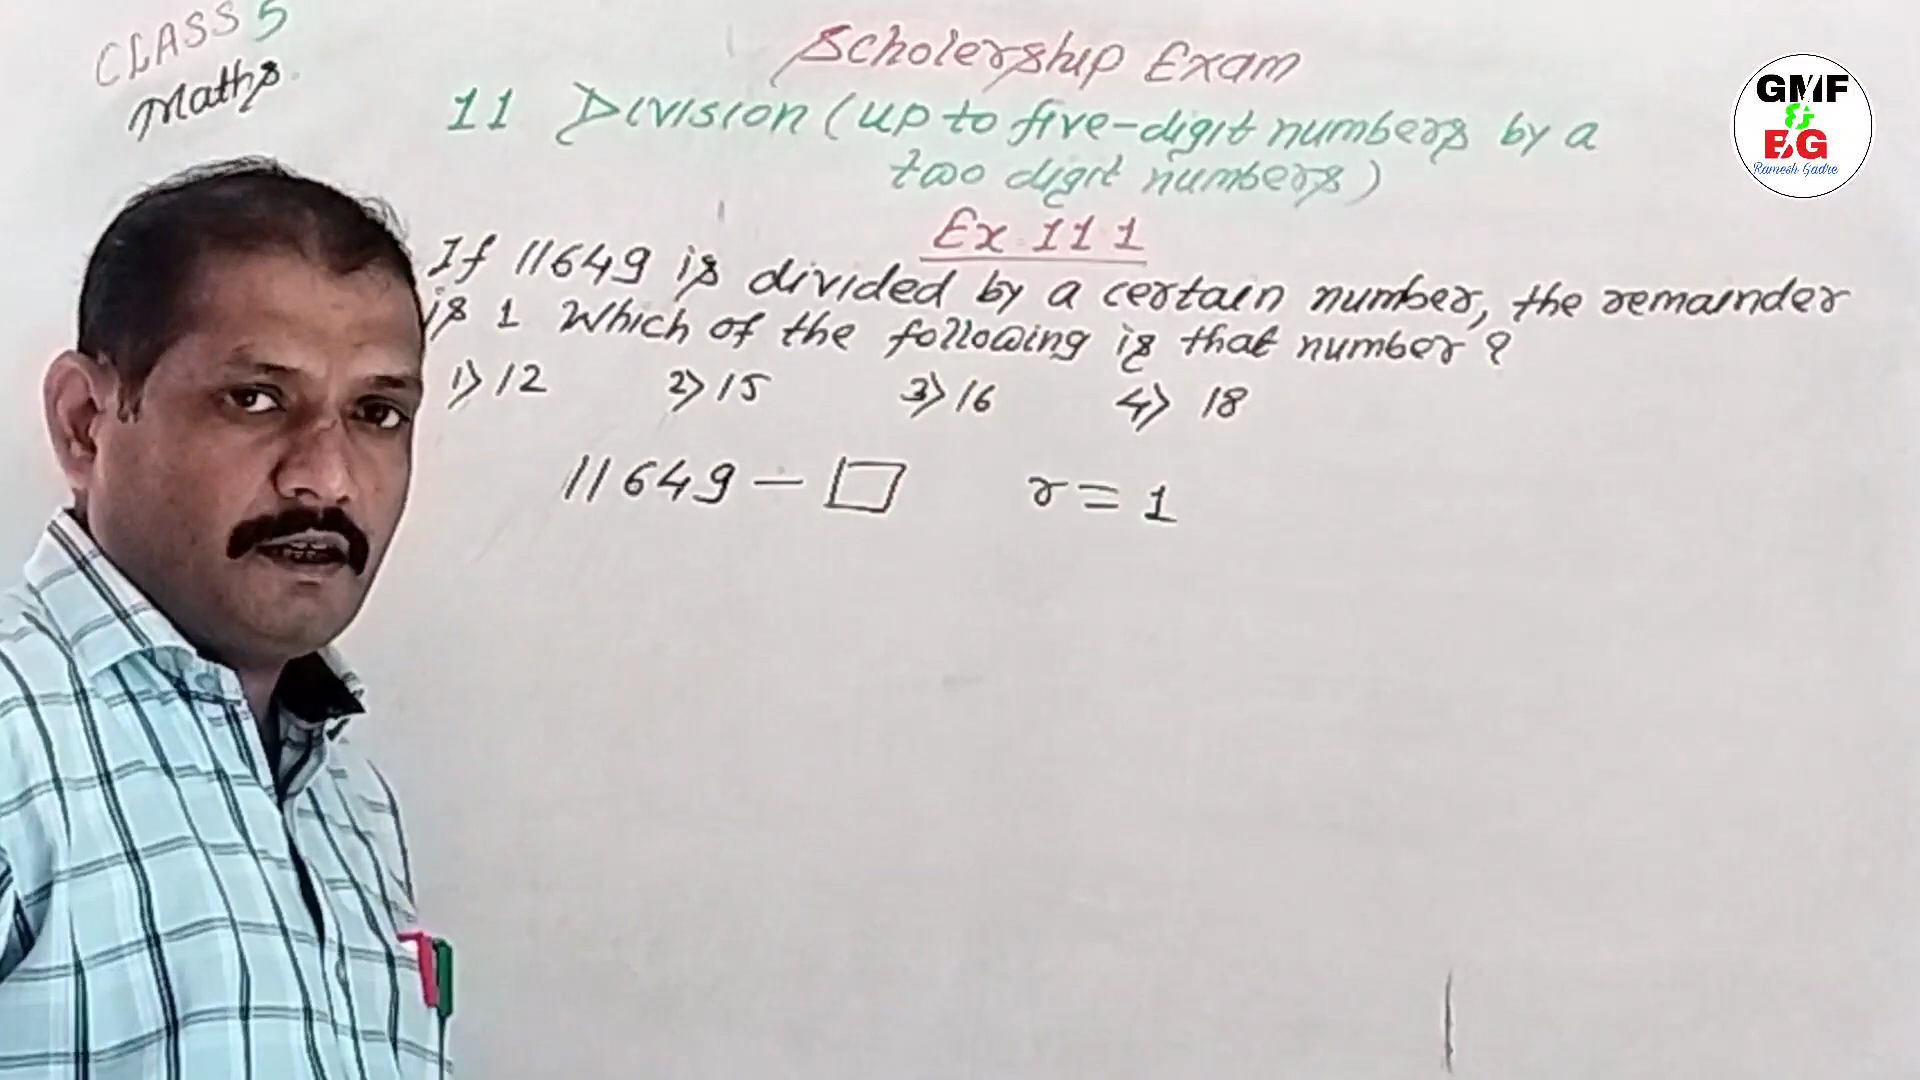 CLASS 5
Maths
Scholership Exam
11 Division (up to five-digit numbers by a
two digit numbers)
Ex. 11 1
If 11649 is divided by a certain number, the remainder
is 1 Which of the following is that number?
1) 12 2) 15 3) 16 4) 18
11649 - □ r = 1
GMF
BG
Ramesh Gadre